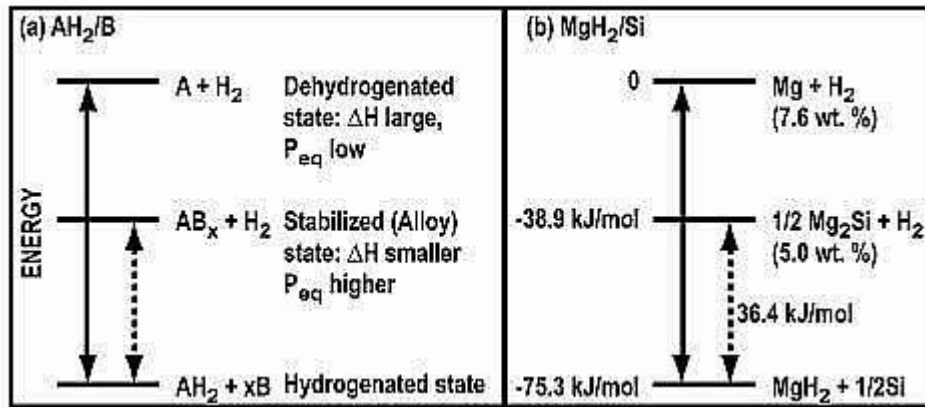 (a) AH2/B
A + H2 Dehydrogenated
state: ΔH large,
Peq low
ENERGY
ABx + H2 Stabilized (Alloy)
state: ΔH smaller
Peq higher
AH2 + xB Hydrogenated state
(b) MgH2/Si
0 Mg + H2
(7.6 wt. %)
-38.9 kJ/mol 1/2 Mg2Si + H2
(5.0 wt. %)
36.4 kJ/mol
-75.3 kJ/mol MgH2 + 1/2Si